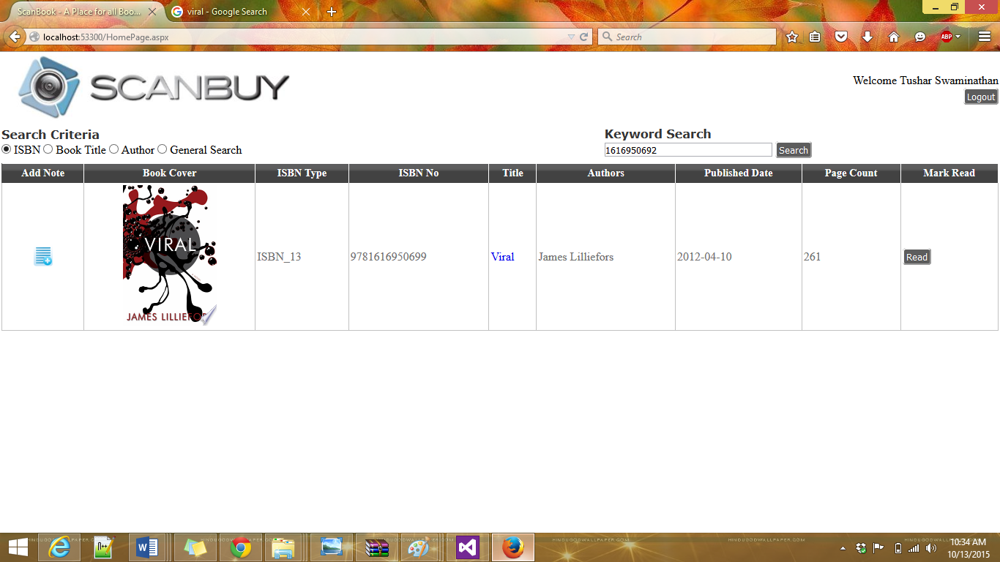 ScanBook - A Place for all Boo...
viral - Google Search
localhost:53300/HomePage.aspx
Search
ABP
SCANBUY
Welcome Tushar Swaminathan
Logout
Search Criteria
ISBN Book Title Author General Search
Keyword Search
1616950692 Search
Add Note Book Cover ISBN Type ISBN No Title Authors Published Date Page Count Mark Read
VIRAL
ISBN_13 9781616950699 Viral James Lilliefors 2012-04-10 261 Read
JAMES LILLIEFO
HINDUGODWALLPAPER.COM
10:34 AM
10/13/2015